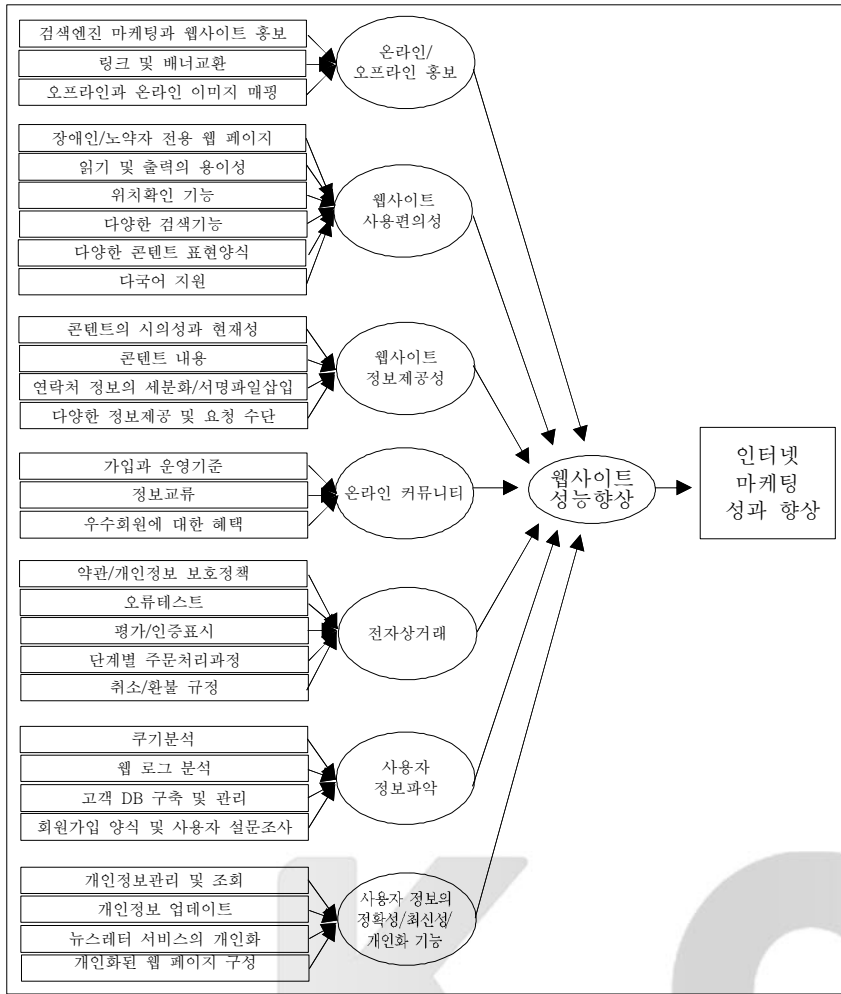 검색엔진 마케팅과 웹사이트 홍보
링크 및 배너교환
오프라인과 온라인 이미지 매핑
온라인/
오프라인 홍보
장애인/노약자 전용 웹 페이지
읽기 및 출력의 용이성
위치확인 기능
다양한 검색기능
다양한 콘텐트 표현양식
다국어 지원
웹사이트
사용편의성
콘텐트의 시의성과 현재성
콘텐트 내용
연락처 정보의 세분화/서명파일삽입
다양한 정보제공 및 요청 수단
웹사이트
정보제공성
가입과 운영기준
정보교류
우수회원에 대한 혜택
온라인 커뮤니티
약관/개인정보 보호정책
오류테스트
평가/인증표시
단계별 주문처리과정
취소/환불 규정
전자상거래
쿠기분석
웹 로그 분석
고객 DB 구축 및 관리
회원가입 양식 및 사용자 설문조사
사용자
정보파악
개인정보관리 및 조회
개인정보 업데이트
뉴스레터 서비스의 개인화
개인화된 웹 페이지 구성
사용자 정보의
정확성/최신성/
개인화 기능
웹사이트
성능향상
인터넷
마케팅
성과 향상